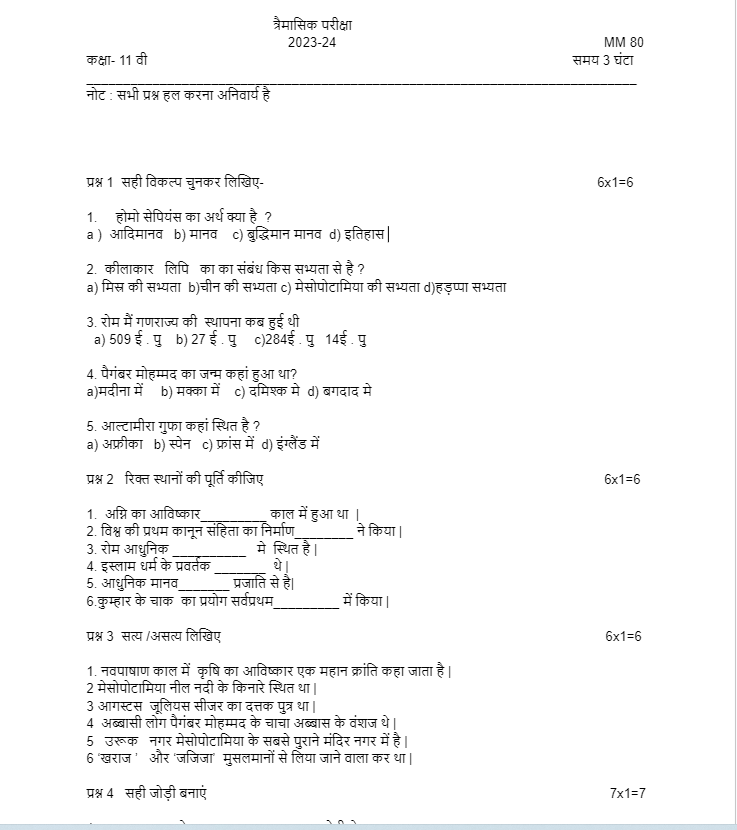 त्रैमासिक परीक्षा
2023-24 MM 80
कक्षा- 11 वी समय 3 घंटा
नोट : सभी प्रश्न हल करना अनिवार्य है
प्रश्न 1 सही विकल्प चुनकर लिखिए- 6x1=6
1. होमो सेपियंस का अर्थ क्या है ?
a ) आदिमानव b) मानव c) बुद्धिमान मानव d) इतिहास|
2. कीलाकार लिपि का का संबंध किस सभ्यता से है ?
a) मिस्र की सभ्यता b)चीन की सभ्यता c) मेसोपोटामिया की सभ्यता d)हड़प्पा सभ्यता
3. रोम मैं गणराज्य की स्थापना कब हुई थी
a) 509 ई . पु b) 27 ई . पु c)284ई . पु 14ई . पु
4. पैगंबर मोहम्मद का जन्म कहां हुआ था?
a)मदीना में b) मक्का में c) दमिश्क मे d) बगदाद मे
5. आल्टामीरा गुफा कहां स्थित है ?
a) अफ्रीका b) स्पेन c) फ्रांस में d) इंग्लैंड में
प्रश्न 2 रिक्त स्थानों की पूर्ति कीजिए 6x1=6
1. अग्नि का आविष्कार_________ काल में हुआ था |
2. विश्व की प्रथम कानून संहिता का निर्माण________ ने किया |
3. रोम आधुनिक __________ मे स्थित है |
4. इस्लाम धर्म के प्रवर्तक _______ थे |
5. आधुनिक मानव_______ प्रजाति से है|
6.कुम्हार के चाक का प्रयोग सर्वप्रथम_________ में किया |
प्रश्न 3 सत्य /असत्य लिखिए 6x1=6
1. नवपाषाण काल में कृषि का आविष्कार एक महान क्रांति कहा जाता है |
2 मेसोपोटामिया नील नदी के किनारे स्थित था |
3 आगस्टस जूलियस सीजर का दत्तक पुत्र था |
4 अब्बासी लोग पैगंबर मोहम्मद के चाचा अब्बास के वंशज थे |
5 उरूक नगर मेसोपोटामिया के सबसे पुराने मंदिर नगर में है |
6 'खराज ' और 'जजिजा' मुसलमानों से लिया जाने वाला कर था |
प्रश्न 4 सही जोड़ी बनाएं 7x1=7